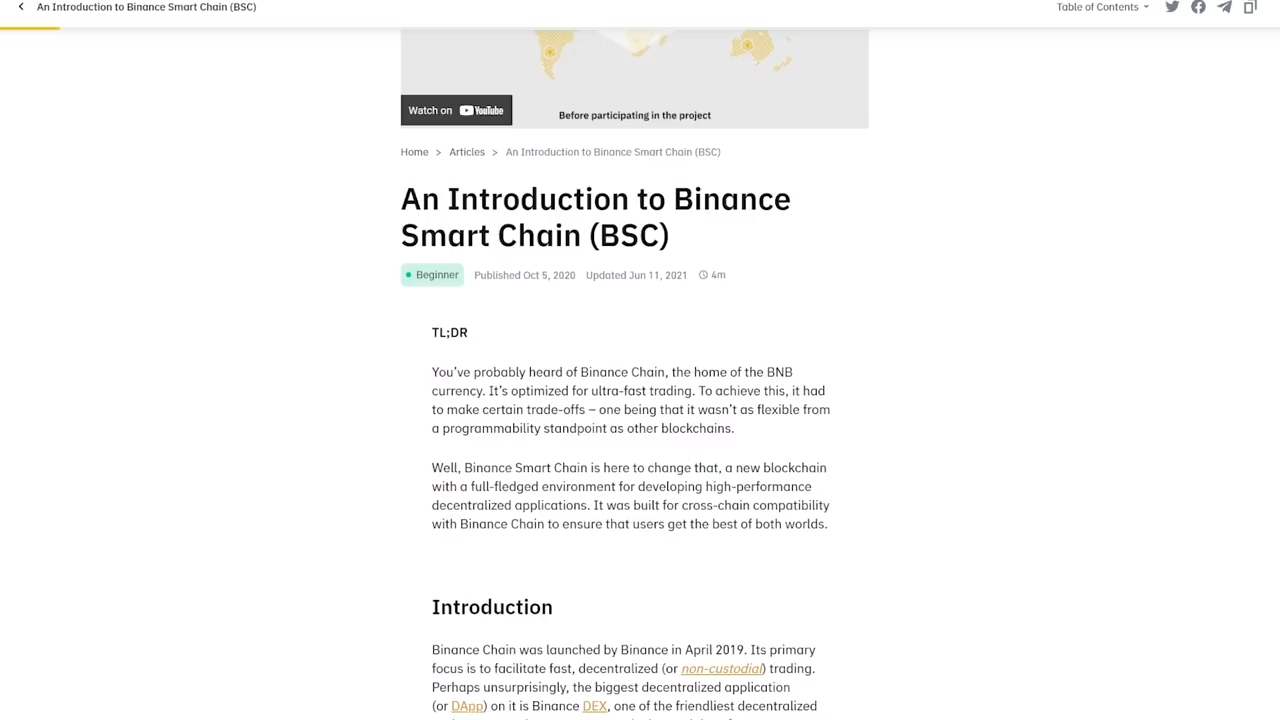 An Introduction to Binance Smart Chain (BSC)
Table of Contents
Watch on YouTube
Before participating in the project
Home > Articles > An Introduction to Binance Smart Chain (BSC)
An Introduction to Binance
Smart Chain (BSC)
Beginner Published Oct 5, 2020 Updated Jun 11, 2021 4m
TL;DR
You've probably heard of Binance Chain, the home of the BNB
currency. It's optimized for ultra-fast trading. To achieve this, it had
to make certain trade-offs – one being that it wasn't as flexible from
a programmability standpoint as other blockchains.
Well, Binance Smart Chain is here to change that, a new blockchain
with a full-fledged environment for developing high-performance
decentralized applications. It was built for cross-chain compatibility
with Binance Chain to ensure that users get the best of both worlds.
Introduction
Binance Chain was launched by Binance in April 2019. Its primary
focus is to facilitate fast, decentralized (or non-custodial) trading.
Perhaps unsurprisingly, the biggest decentralized application
(or DApp) on it is Binance DEX, one of the friendliest decentralized